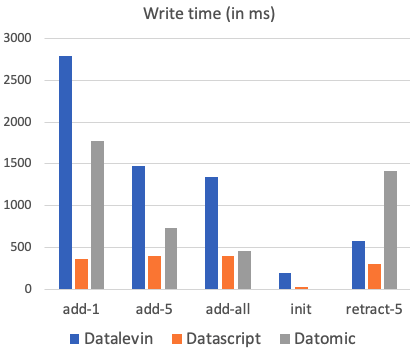 Write time (in ms)
3000
2500
2000
1500
1000
500
0
add-1 add-5 add-all init retract-5
Datalevin Datascript Datomic